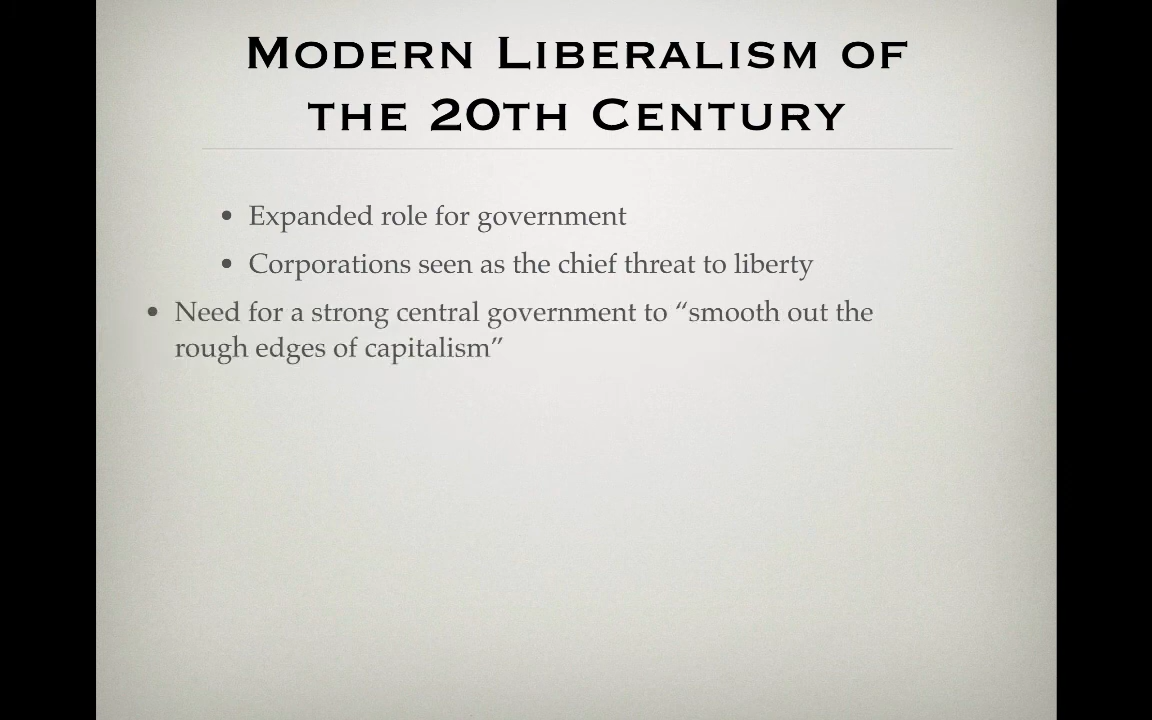 Modern Liberalism of
the 20th Century
• Expanded role for government
• Corporations seen as the chief threat to liberty
• Need for a strong central government to “smooth out the
rough edges of capitalism”